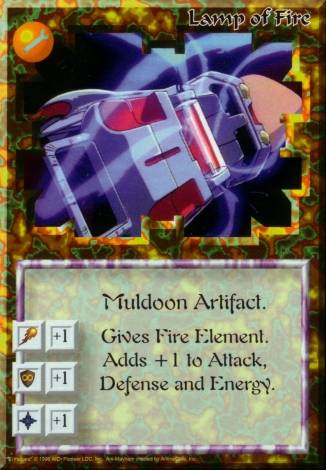 Lamp of Fire
Muldoon Artifact.
Gives Fire Element.
Adds +1 to Attack,
Defense and Energy.
+1
+1
+1